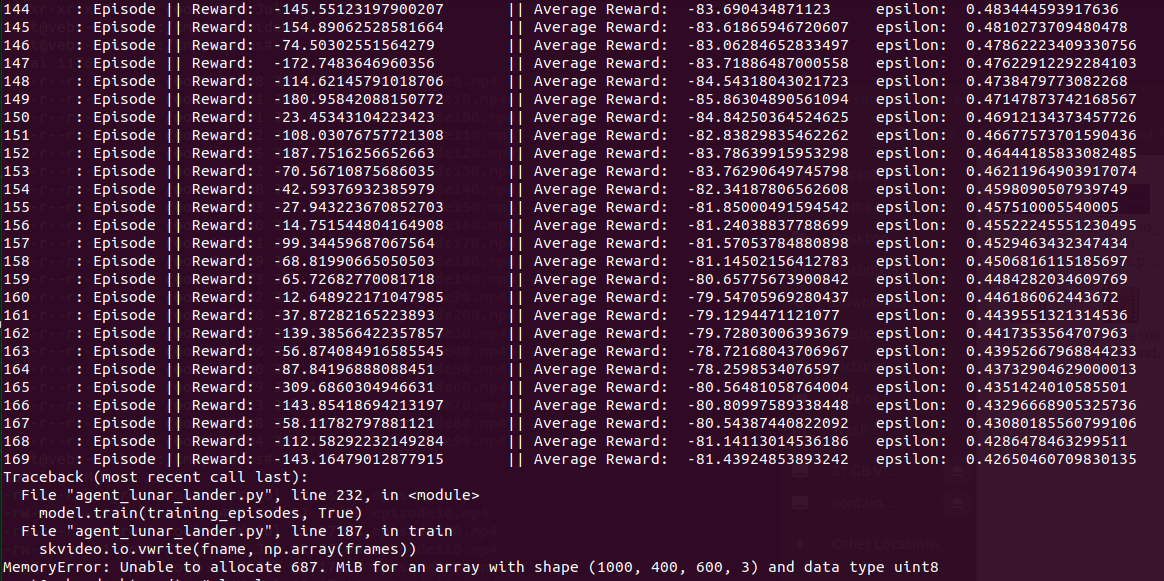 144 : Episode || Reward: -145.55123197900207 || Average Reward: -83.690434871123 epsilon: 0.483444593917636
145 : Episode || Reward: -154.89062528581664 || Average Reward: -83.61865946720607 epsilon: 0.4810273709480478
146 : Episode || Reward: -74.50302551564279 || Average Reward: -83.06284652833497 epsilon: 0.47862223409330756
147 : Episode || Reward: -172.7483646960356 || Average Reward: -83.71886487000558 epsilon: 0.47622912292284103
148 : Episode || Reward: -114.62145791018706 || Average Reward: -84.54318043021723 epsilon: 0.4738479773082268
149 : Episode || Reward: -180.95842088150772 || Average Reward: -85.86304890561094 epsilon: 0.47147873742168567
150 : Episode || Reward: -23.45343104223423 || Average Reward: -84.84250364524625 epsilon: 0.46912134373457726
151 : Episode || Reward: -108.03076757721308 || Average Reward: -82.83829835462262 epsilon: 0.46677573701590436
152 : Episode || Reward: -187.7516256652663 || Average Reward: -83.78639915953298 epsilon: 0.46444185833082485
153 : Episode || Reward: -70.56710875686035 || Average Reward: -83.76290649745798 epsilon: 0.46211964903917074
154 : Episode || Reward: -42.59376932385979 || Average Reward: -82.34187806562608 epsilon: 0.4598090507939749
155 : Episode || Reward: -27.943223670852703 || Average Reward: -81.85000491594542 epsilon: 0.457510005540005
156 : Episode || Reward: -14.751544804164908 || Average Reward: -81.24038837788699 epsilon: 0.45522245551230495
157 : Episode || Reward: -99.34459687067564 || Average Reward: -81.57053784880898 epsilon: 0.4529463432347434
158 : Episode || Reward: -68.81990665050503 || Average Reward: -81.14502156412783 epsilon: 0.4506816115185697
159 : Episode || Reward: -65.72682770081718 || Average Reward: -80.65775673900842 epsilon: 0.4484282034609769
160 : Episode || Reward: -12.648922171047985 || Average Reward: -79.54705969280437 epsilon: 0.446186062443672
161 : Episode || Reward: -37.87282165223893 || Average Reward: -79.1294471121077 epsilon: 0.4439551321314536
162 : Episode || Reward: -139.38566422357857 || Average Reward: -79.72803006393679 epsilon: 0.4417353564707963
163 : Episode || Reward: -56.874084916585545 || Average Reward: -78.72168043706967 epsilon: 0.43952667968844233
164 : Episode || Reward: -87.84196888088451 || Average Reward: -78.2598534076597 epsilon: 0.43732904629000013
165 : Episode || Reward: -309.6860304946631 || Average Reward: -80.56481058764004 epsilon: 0.4351424010585501
166 : Episode || Reward: -143.85418694213197 || Average Reward: -80.80997589338448 epsilon: 0.43296668905325736
167 : Episode || Reward: -58.11782797881121 || Average Reward: -80.54387440822092 epsilon: 0.43080185560799106
168 : Episode || Reward: -112.58292232149284 || Average Reward: -81.14113014536186 epsilon: 0.4286478463299511
169 : Episode || Reward: -143.16479012877915 || Average Reward: -81.43924853893242 epsilon: 0.42650460709830135
Traceback (most recent call last):
File "agent_lunar_lander.py", line 232, in <module>
model.train(training_episodes, True)
File "agent_lunar_lander.py", line 187, in train
skvideo.io.vwrite(fname, np.array(frames))
MemoryError: Unable to allocate 687. MiB for an array with shape (1000, 400, 600, 3) and data type uint8